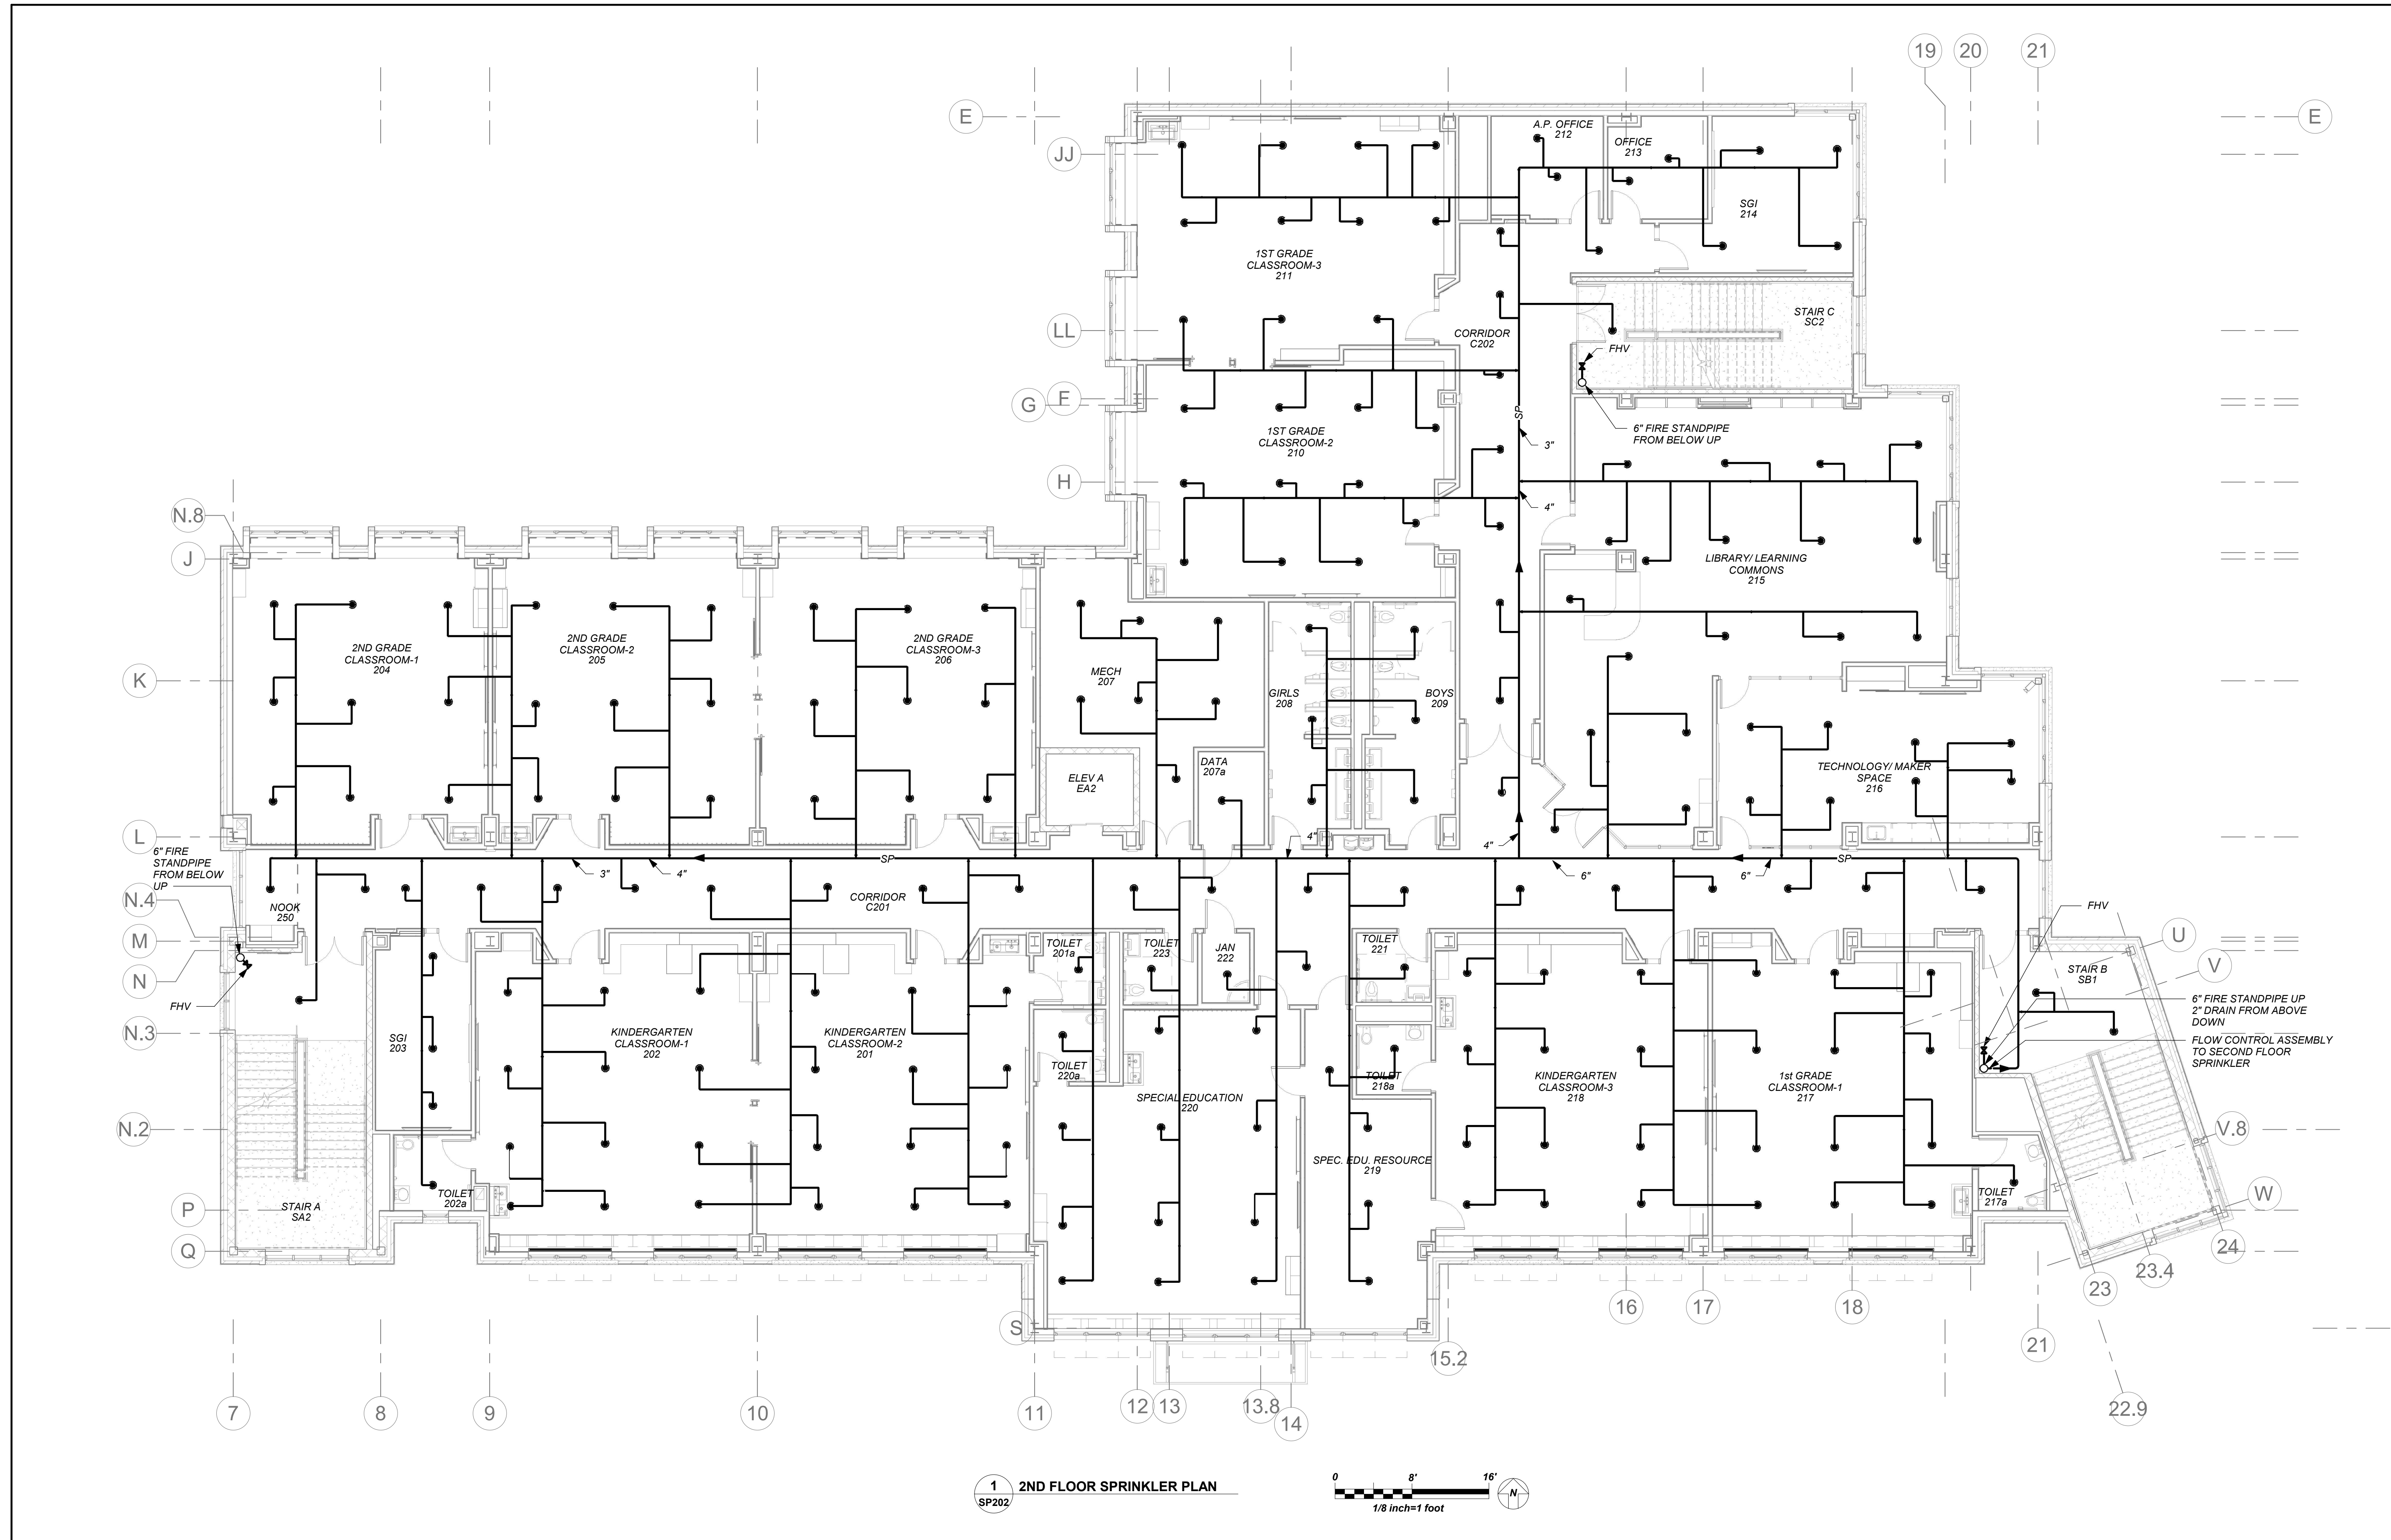 19
20
21
E
E
A.P. OFFICE
212
OFFICE
213
JJ
SGI
214
1ST GRADE
CLASSROOM-3
211
STAIR C
SC2
LL
CORRIDOR
C202
FHV
G
F
SP
6" FIRE STANDPIPE
FROM BELOW UP
1ST GRADE
CLASSROOM-2
210
3"
H
4"
N.8
J
LIBRARY/ LEARNING
COMMONS
215
2ND GRADE
CLASSROOM-1
204
2ND GRADE
CLASSROOM-2
205
2ND GRADE
CLASSROOM-3
206
K
MECH
207
GIRLS
208
BOYS
209
DATA
207a
ELEV A
EA2
TECHNOLOGY/ MAKER
SPACE
216
L
4"
4"
6" FIRE
STANDPIPE
FROM BELOW
UP
SP
SP
3"
4"
6"
6"
N.4
NOOK
250
CORRIDOR
C201
FHV
M
U
TOILET
201a
TOILET
223
JAN
222
TOILET
221
N
V
STAIR B
SB1
FHV
6" FIRE STANDPIPE UP
2" DRAIN FROM ABOVE
DOWN
N.3
SGI
203
KINDERGARTEN
CLASSROOM-1
202
KINDERGARTEN
CLASSROOM-2
201
FLOW CONTROL ASSEMBLY
TO SECOND FLOOR
SPRINKLER
TOILET
220a
TOILET
218a
KINDERGARTEN
CLASSROOM-3
218
1st GRADE
CLASSROOM-1
217
SPECIAL EDUCATION
220
N.2
V.8
SPEC. EDU. RESOURCE
219
TOILET
202a
TOILET
217a
W
P
STAIR A
SA2
Q
24
23.4
23
16
17
18
S
21
15.2
7
8
9
10
11
12
13
13.8
14
22.9
1
SP202
2ND FLOOR SPRINKLER PLAN
0
8'
16'
1/8 inch=1 foot
N